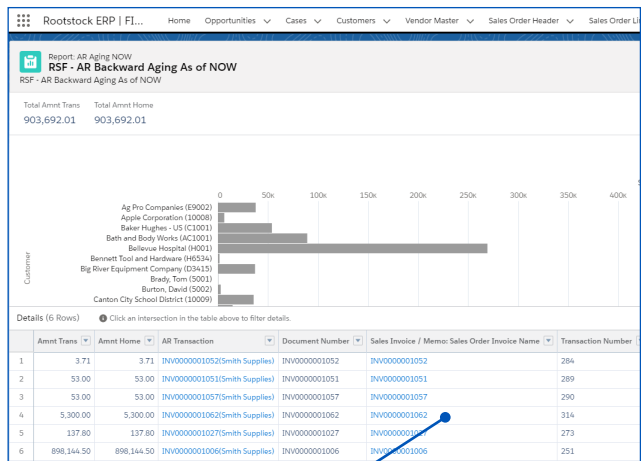 Rootstock ERP | FI... Home Opportunities Cases Customers Vendor Master Sales Order Header Sales Order Li
Report: AR Aging NOW
RSF - AR Backward Aging As of NOW
RSF - AR Backward Aging As of NOW
Total Amnt Trans Total Amnt Home
903,692.01 903,692.01
0 50K 100K 150K 200K 250K 300K 350K 400K
Customer
Ag Pro Companies (E9002)
Apple Corporation (10008)
Baker Hughes - US (C1001)
Bath and Body Works (AC1001)
Bellevue Hospital (H001)
Bennett Tool and Hardware (H6534)
Big River Equipment Company (D3415)
Brady, Tom (5001)
Burton, David (5002)
Canton City School District (10009)
Details (6 Rows) Click an intersection in the table above to filter details.
Amnt Trans Amnt Home AR Transaction Document Number Sales Invoice / Memo: Sales Order Invoice Name Transaction Number
1 3.71 3.71 INV0000001052(Smith Supplies) INV0000001052 INV0000001052 284
2 53.00 53.00 INV0000001051(Smith Supplies) INV0000001051 INV0000001051 289
3 53.00 53.00 INV0000001057(Smith Supplies) INV0000001057 INV0000001057 290
4 5,300.00 5,300.00 INV0000001062(Smith Supplies) INV0000001062 INV0000001062 314
5 137.80 137.80 INV0000001027(Smith Supplies) INV0000001027 INV0000001027 273
6 898,144.50 898,144.50 INV0000001006(Smith Supplies) INV0000001006 INV0000001006 251